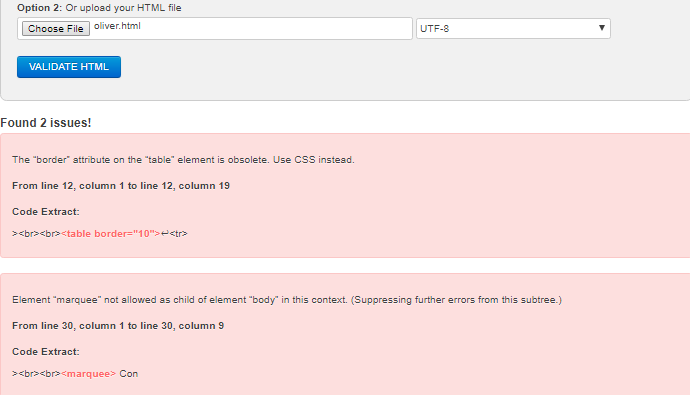 Option 2: Or upload your HTML file
Choose File oliver.html UTF-8
VALIDATE HTML
Found 2 issues!
The “border” attribute on the “table” element is obsolete. Use CSS instead.
From line 12, column 1 to line 12, column 19
Code Extract:
><br><br><table border="10">↩<tr>
Element “marquee” not allowed as child of element “body” in this context. (Suppressing further errors from this subtree.)
From line 30, column 1 to line 30, column 9
Code Extract:
><br><br><marquee> Con